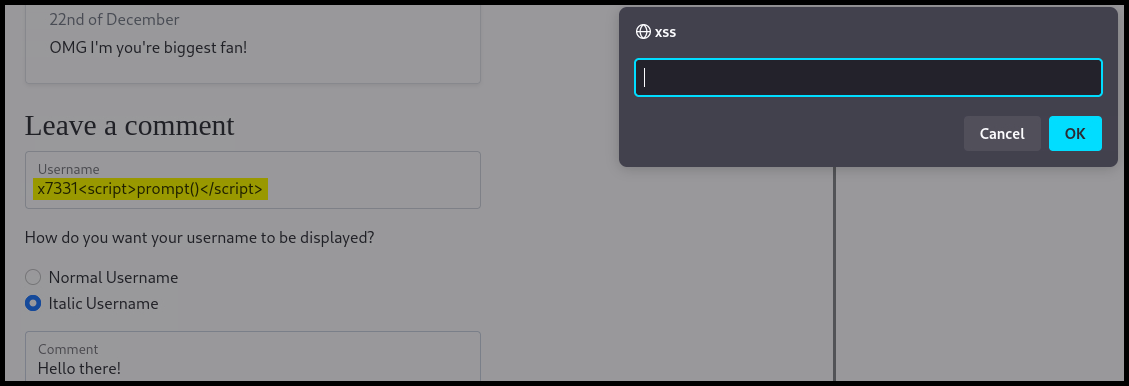 22nd of December
OMG I'm you're biggest fan!
Leave a comment
Username
x7331<script>prompt()</script>
How do you want your username to be displayed?
Normal Username
Italic Username
Comment
Hello there!
xss
Cancel
OK